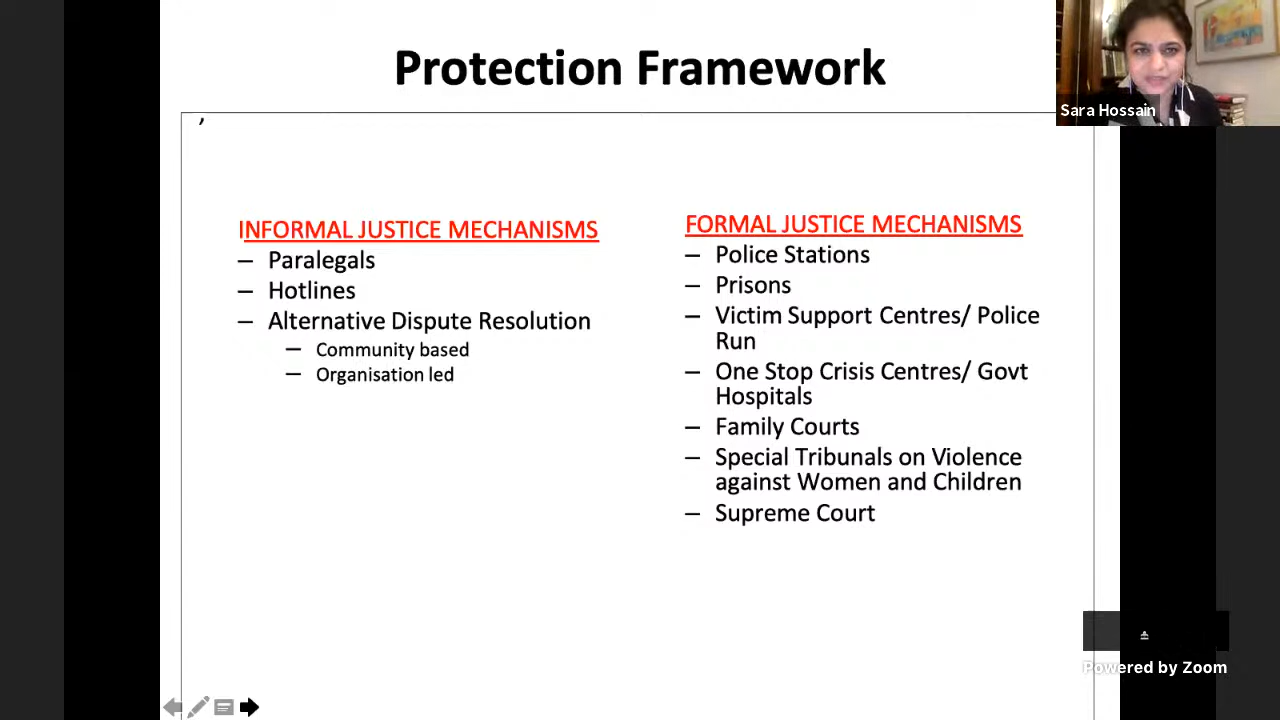 Protection Framework
Sara Hossain
,
INFORMAL JUSTICE MECHANISMS
– Paralegals
– Hotlines
– Alternative Dispute Resolution
– Community based
– Organisation led
FORMAL JUSTICE MECHANISMS
– Police Stations
– Prisons
– Victim Support Centres/ Police
Run
– One Stop Crisis Centres/ Govt
Hospitals
– Family Courts
– Special Tribunals on Violence
against Women and Children
– Supreme Court
Powered by Zoom